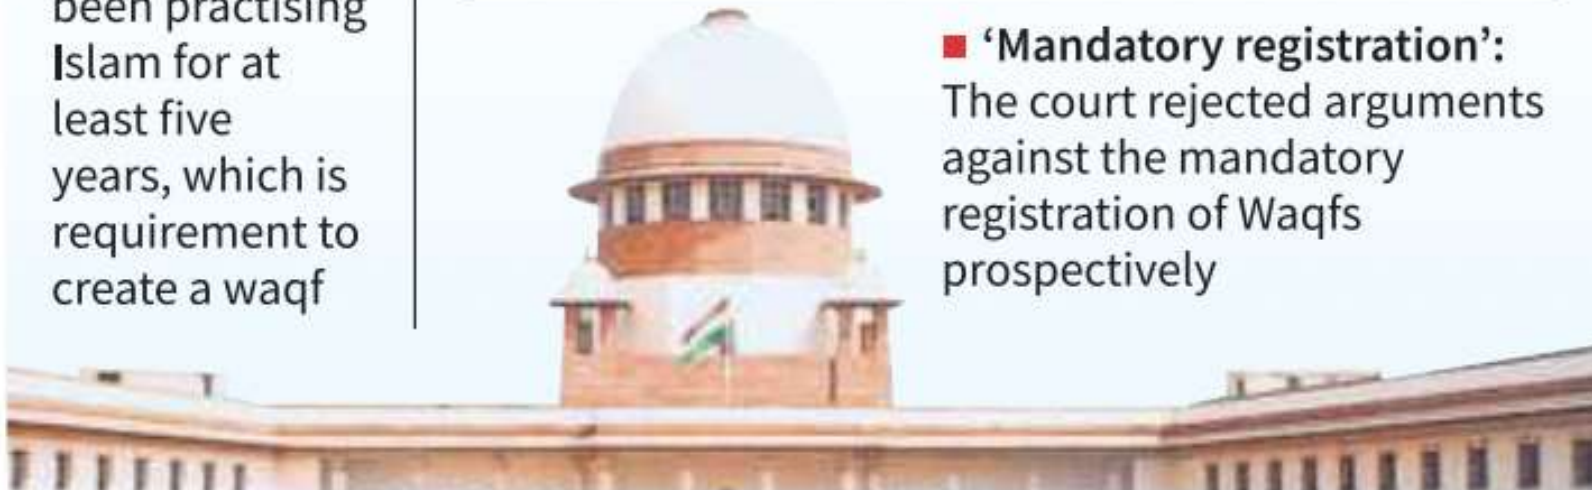 been practising
Islam for at
least five
years, which is
requirement to
create a waqf
■ ‘Mandatory registration’:
The court rejected arguments
against the mandatory
registration of Waqfs
prospectively